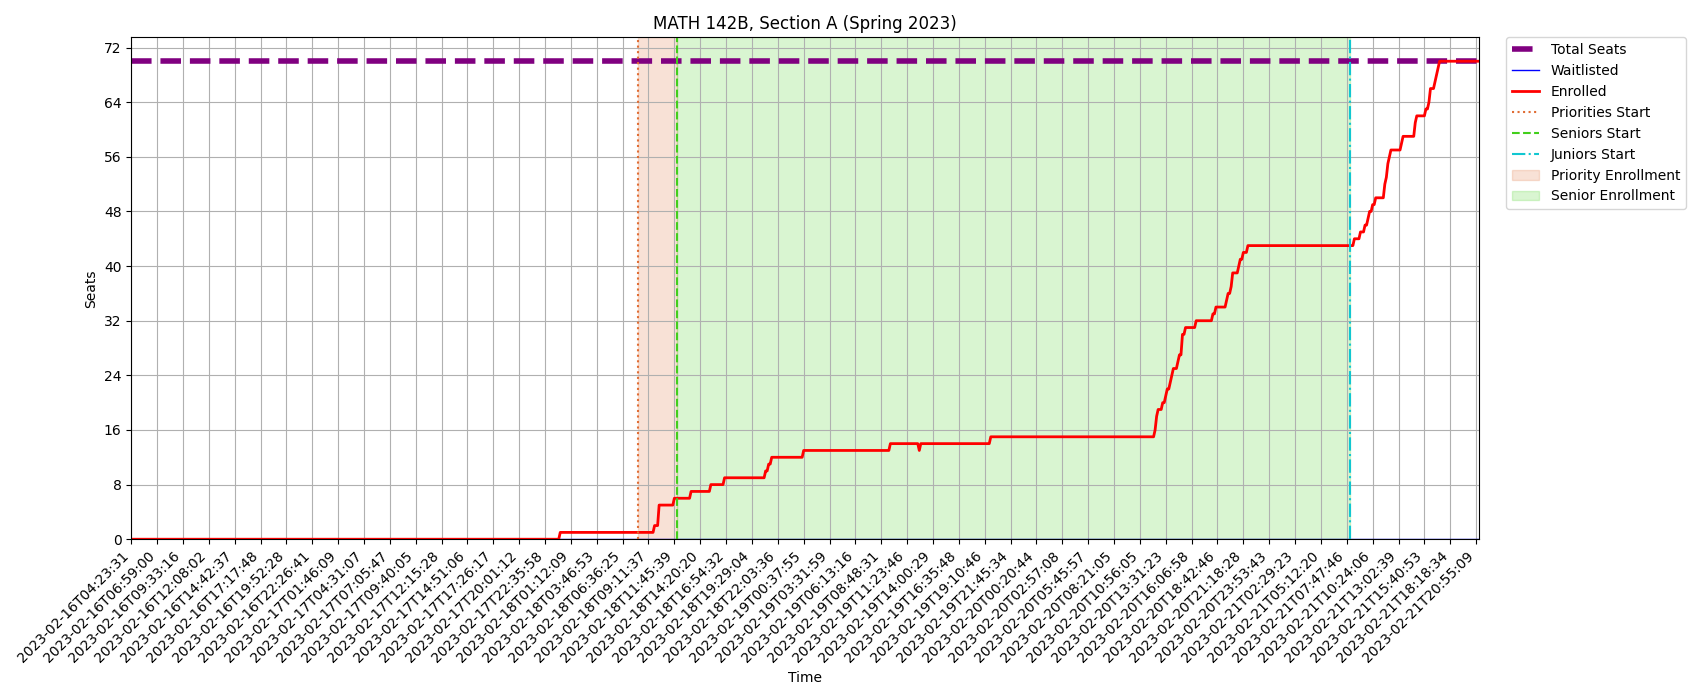 MATH 142B, Section A (Spring 2023)
Seats
72
64
56
48
40
32
24
16
8
0
2023-02-16T04:23:31
2023-02-16T06:59:00
2023-02-16T09:33:16
2023-02-16T12:08:02
2023-02-16T14:42:37
2023-02-16T17:17:48
2023-02-16T19:52:28
2023-02-16T22:26:41
2023-02-17T01:46:09
2023-02-17T04:31:07
2023-02-17T07:05:47
2023-02-17T09:40:05
2023-02-17T12:15:28
2023-02-17T14:51:06
2023-02-17T17:26:17
2023-02-17T20:01:12
2023-02-17T22:35:58
2023-02-18T01:12:09
2023-02-18T03:46:53
2023-02-18T06:36:25
2023-02-18T09:11:37
2023-02-18T11:45:39
2023-02-18T14:20:20
2023-02-18T16:54:32
2023-02-18T19:29:04
2023-02-18T22:03:36
2023-02-19T00:37:55
2023-02-19T03:31:59
2023-02-19T06:13:16
2023-02-19T08:48:31
2023-02-19T11:23:46
2023-02-19T14:00:29
2023-02-19T16:35:48
2023-02-19T19:10:46
2023-02-19T21:45:34
2023-02-20T00:20:44
2023-02-20T02:57:08
2023-02-20T05:45:57
2023-02-20T08:21:05
2023-02-20T10:56:05
2023-02-20T13:31:23
2023-02-20T16:06:58
2023-02-20T18:42:46
2023-02-20T21:18:28
2023-02-20T23:53:43
2023-02-21T02:29:23
2023-02-21T05:12:20
2023-02-21T07:47:46
2023-02-21T10:24:06
2023-02-21T13:02:39
2023-02-21T15:40:53
2023-02-21T18:18:34
2023-02-21T20:55:09
Time
Total Seats
Waitlisted
Enrolled
Priorities Start
Seniors Start
Juniors Start
Priority Enrollment
Senior Enrollment